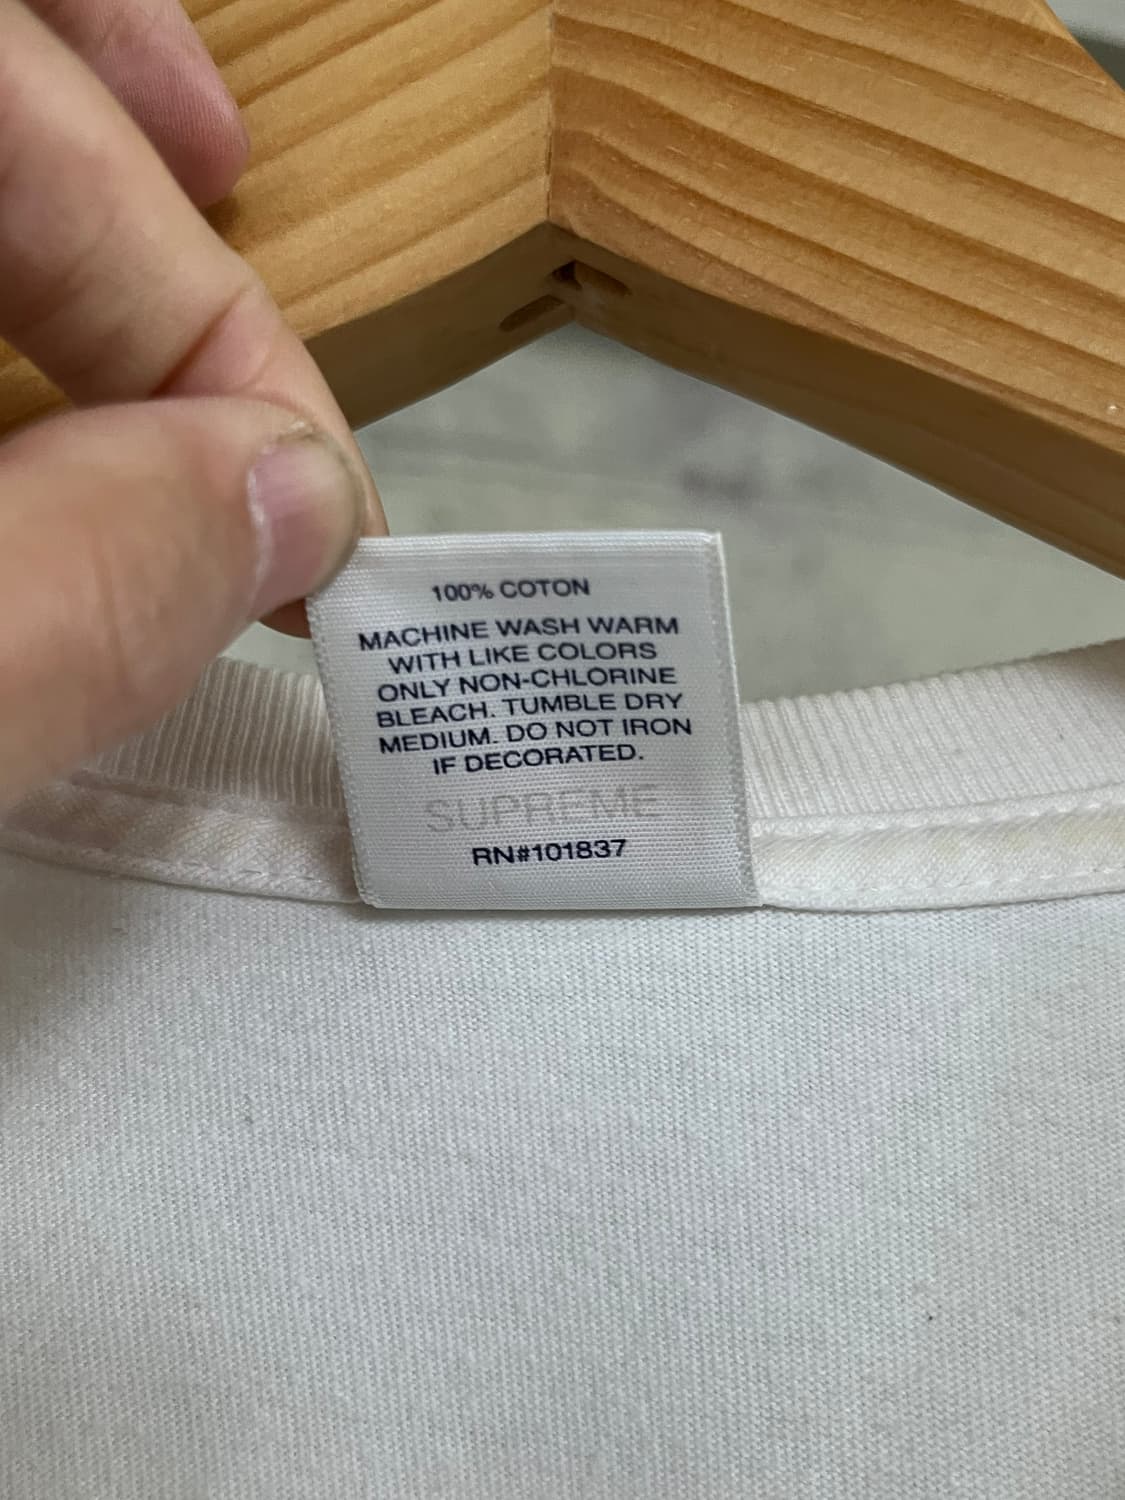 100% COTON
MACHINE WASH WARM
WITH LIKE COLORS
ONLY NON-CHLORINE
BLEACH. TUMBLE DRY
MEDIUM. DO NOT IRON
IF DECORATED.
SUPREME
RN#101837